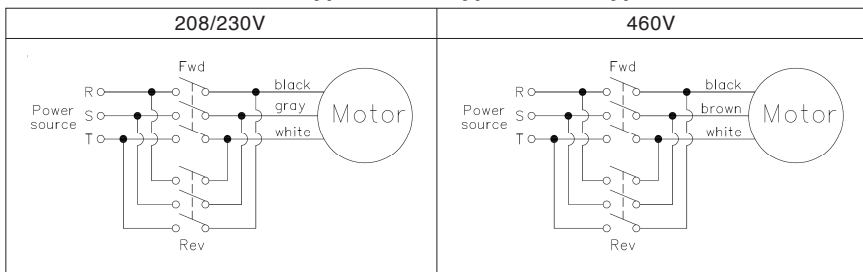 208/230V
460V
Fwd
R
black
Power source
S
gray
Motor
T
white
Rev
Fwd
R
black
Power source
S
brown
Motor
T
white
Rev